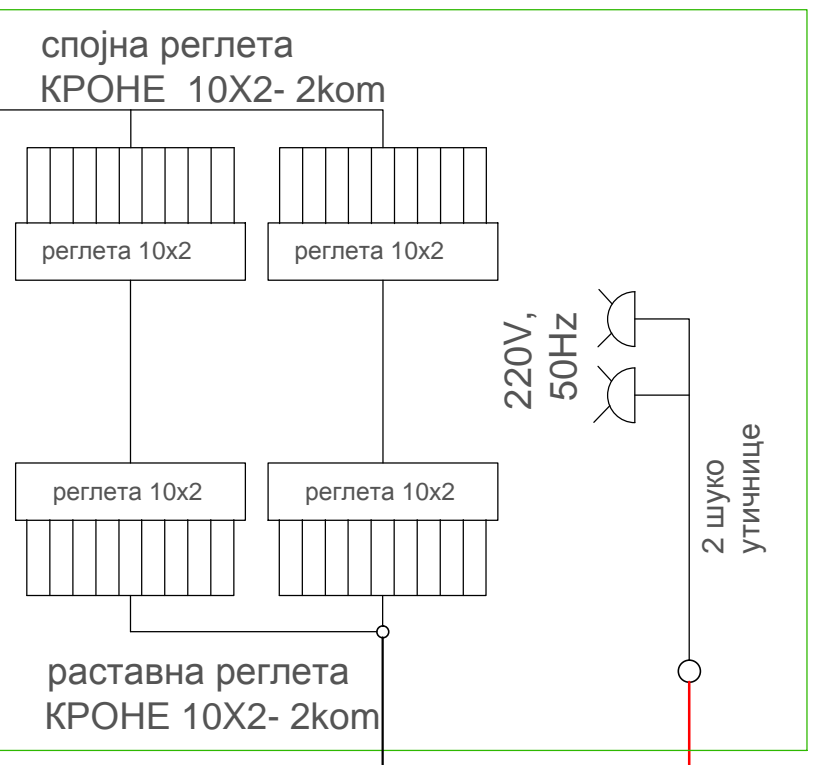 спојна реглета
КРОНЕ 10X2- 2kom
реглета 10x2
реглета 10x2
220V,
50Hz
реглета 10x2
реглета 10x2
2 шуко
утичнице
раставна реглета
КРОНЕ 10X2- 2kom